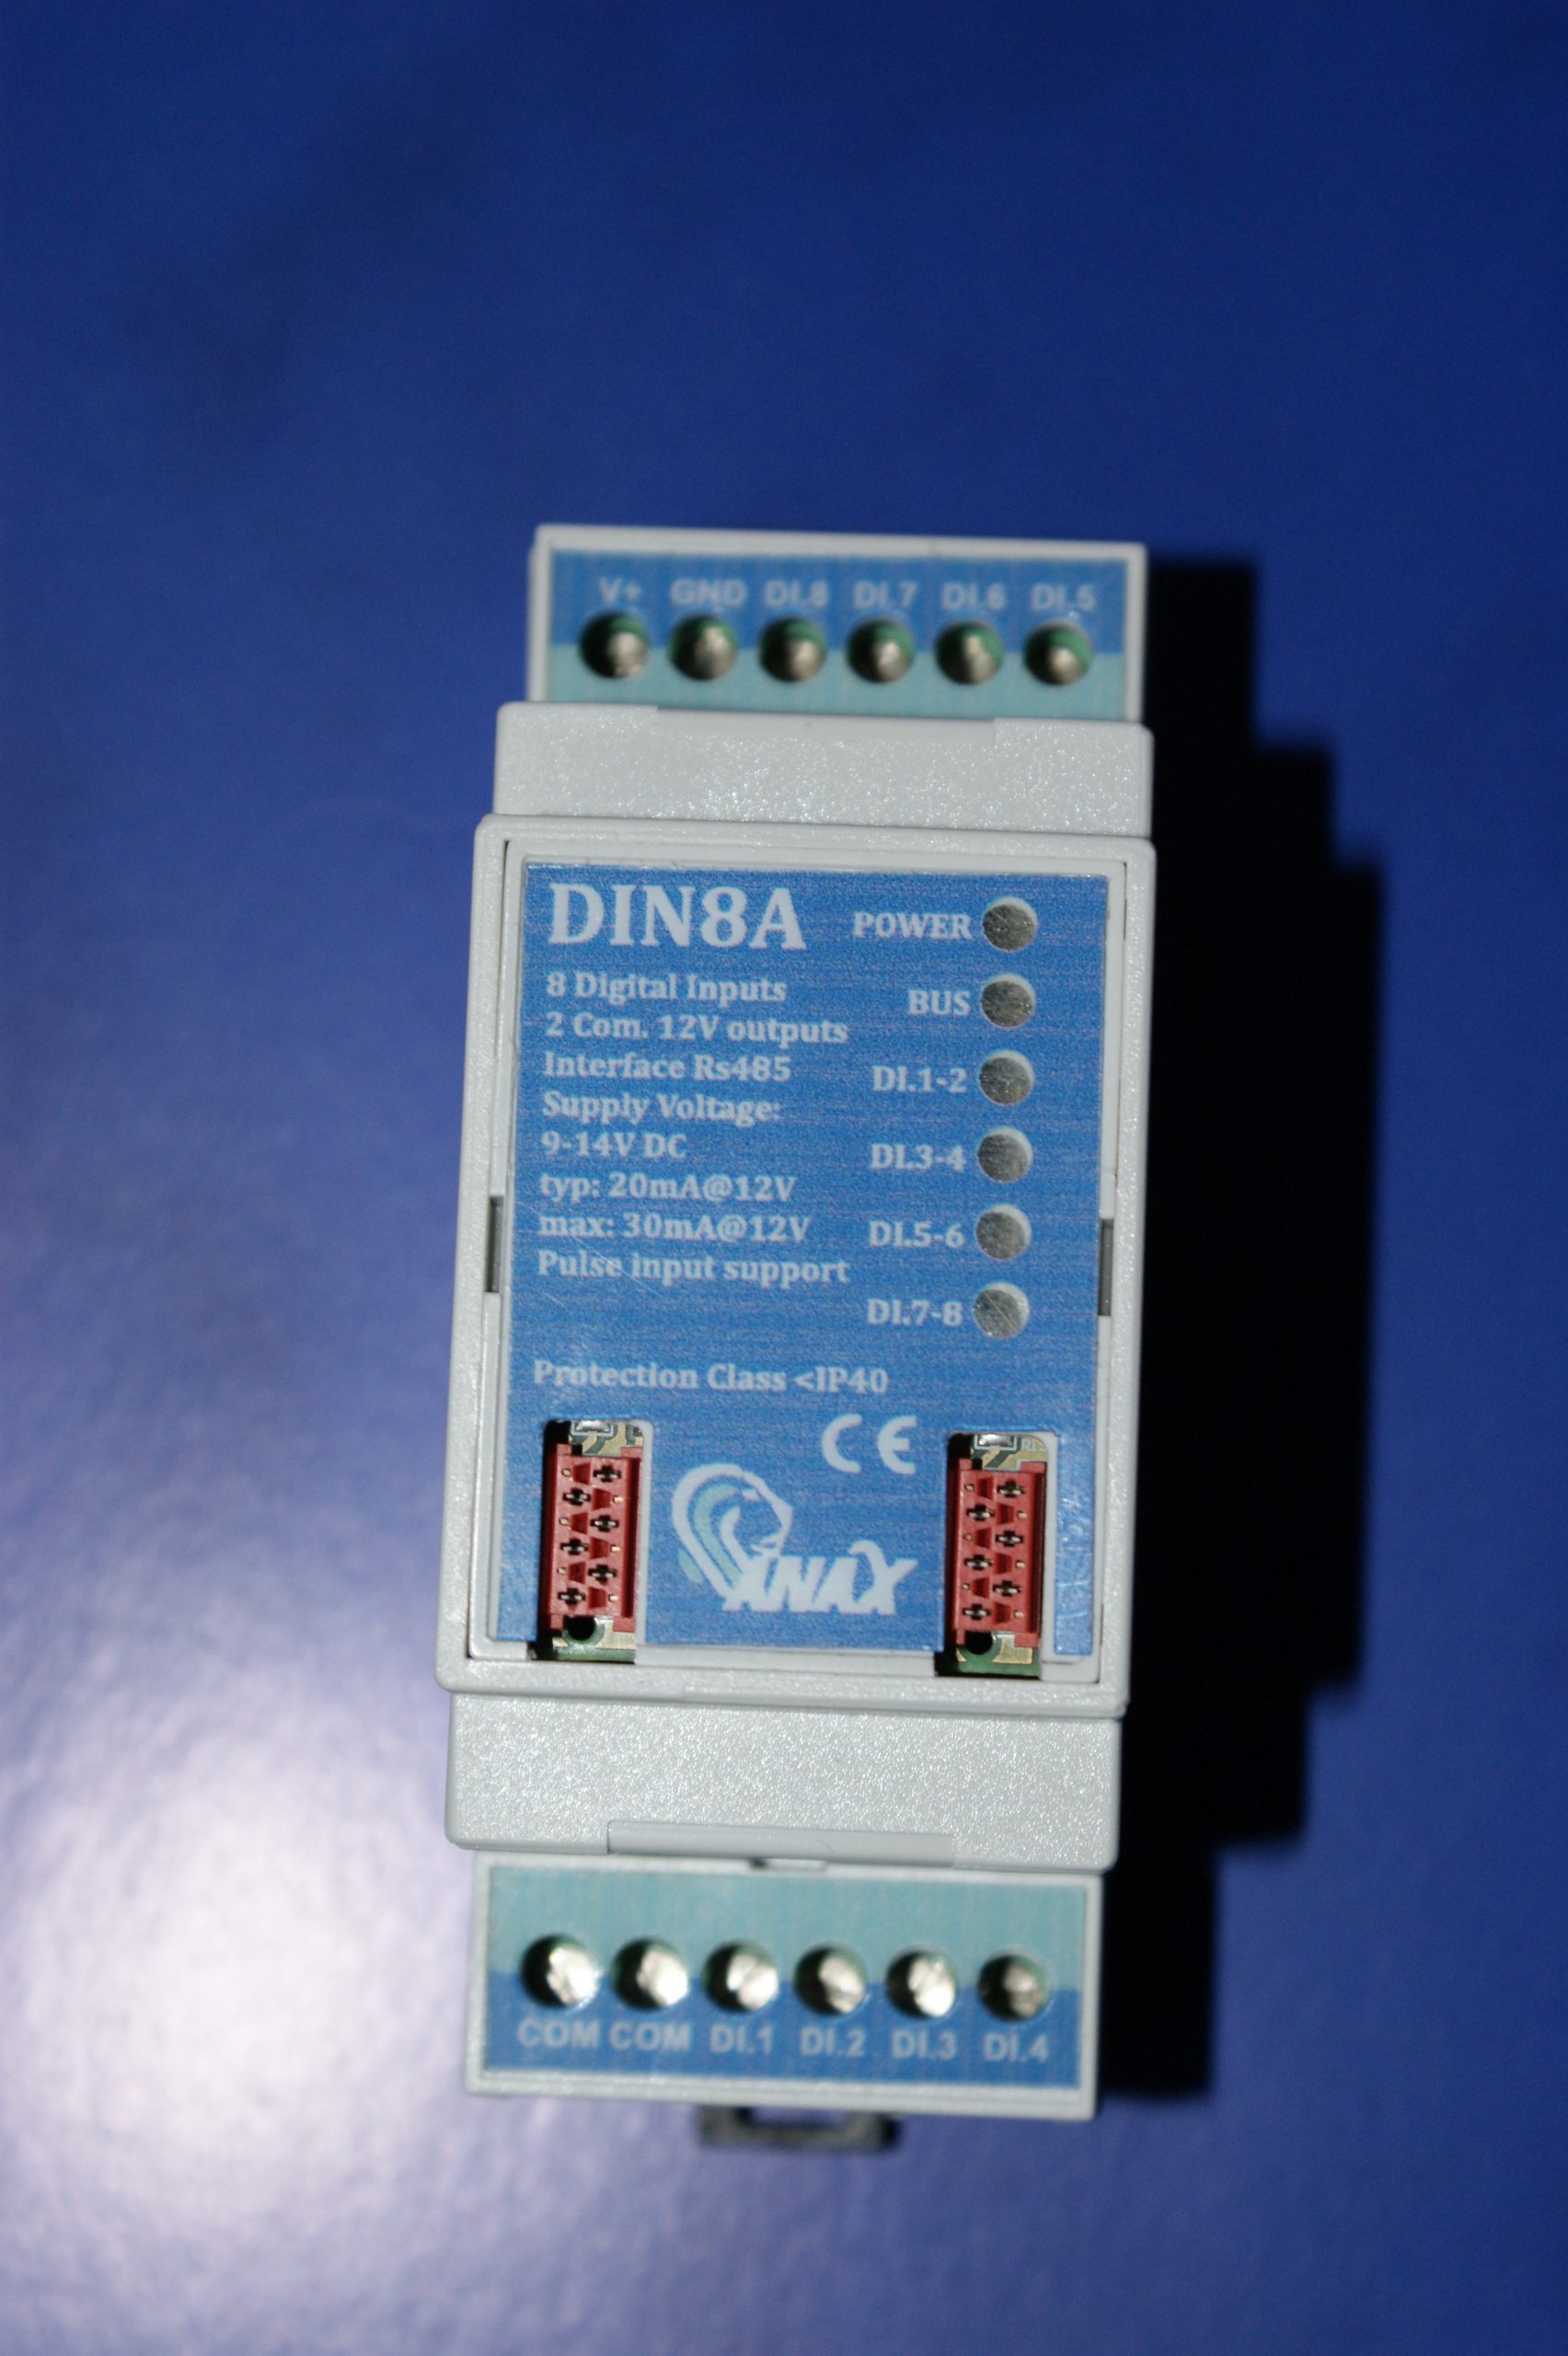 V+ GND DI.8 DI.7 DI.6 DI.5
DIN8A
8 Digital Inputs
2 Com. 12V outputs
Interface Rs485
Supply Voltage:
9-14V DC
typ: 20mA@12V
max: 30mA@12V
Pulse input support
POWER
BUS
DI.1-2
DI.3-4
DI.5-6
DI.7-8
Protection Class <IP40
CE
ANAX
COM COM DI.1 DI.2 DI.3 DI.4